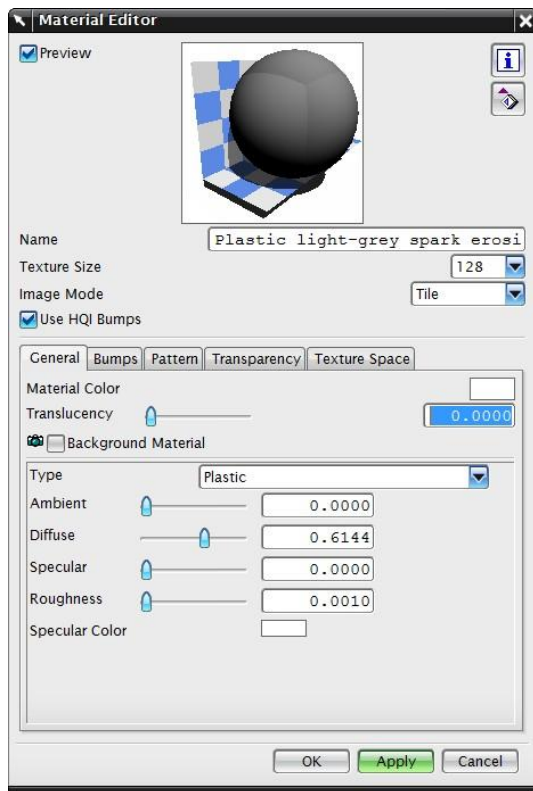 Material Editor
Preview
Name Plastic light-grey spark erosi
Texture Size 128
Image Mode Tile
Use HQI Bumps
General Bumps Pattern Transparency Texture Space
Material Color
Translucency 0.0000
Background Material
Type Plastic
Ambient 0.0000
Diffuse 0.6144
Specular 0.0000
Roughness 0.0010
Specular Color
OK Apply Cancel